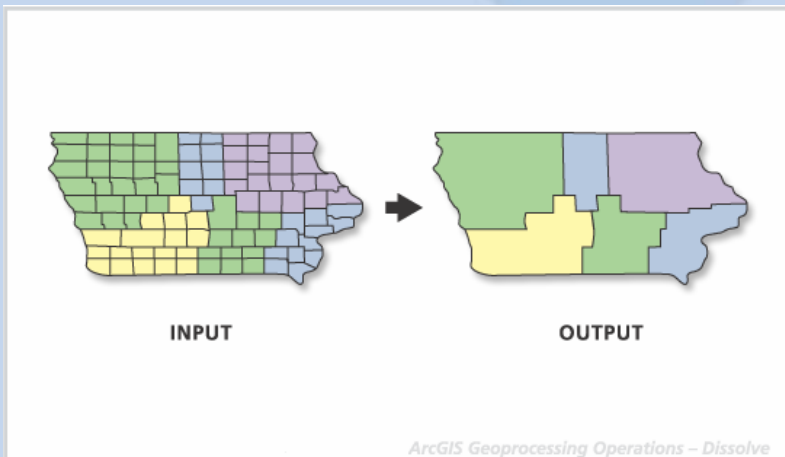 INPUT
OUTPUT
ArcGIS Geoprocessing Operations – Dissolve